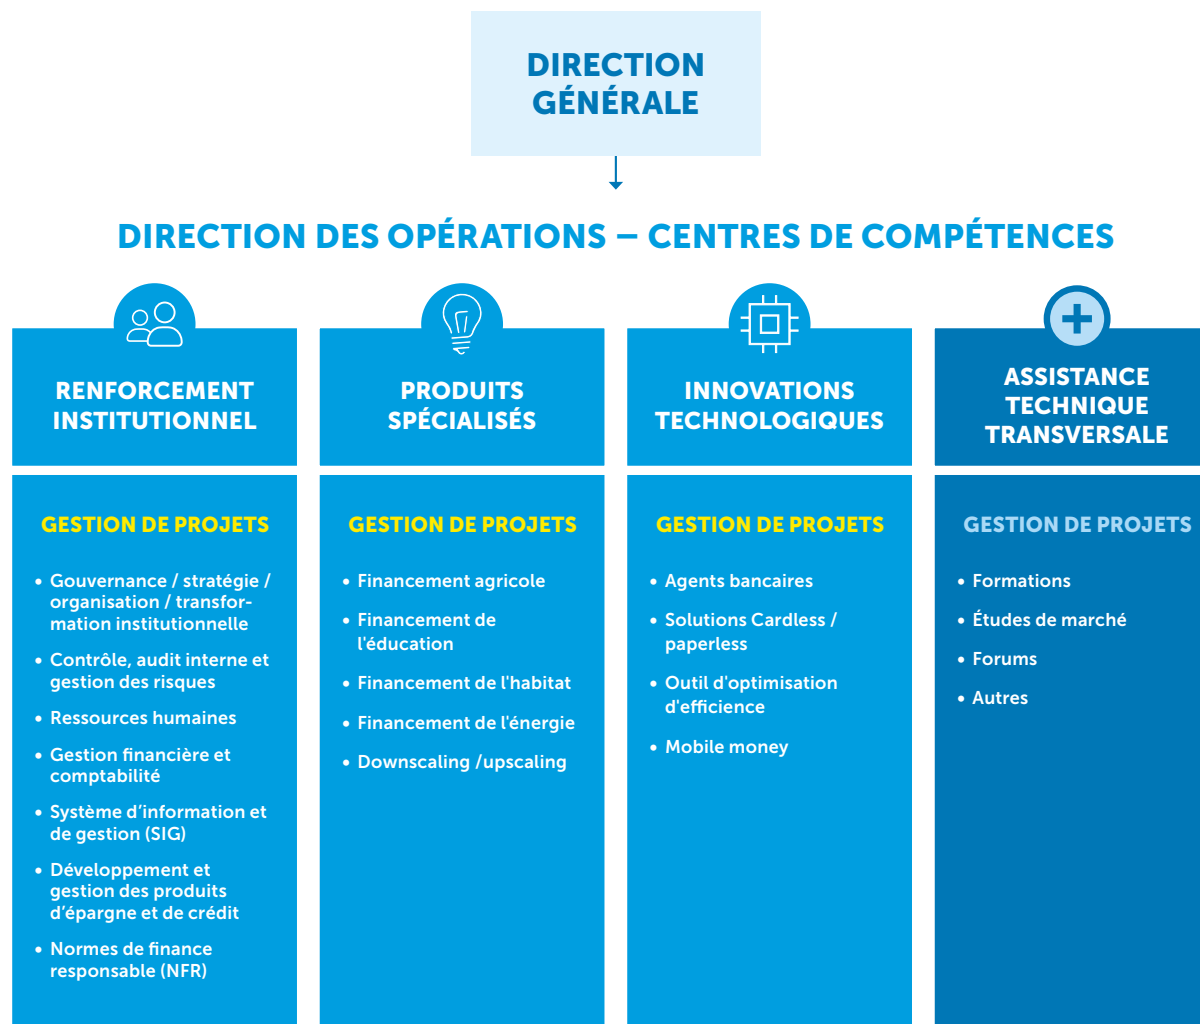 DIRECTION
GÉNÉRALE
DIRECTION DES OPÉRATIONS – CENTRES DE COMPÉTENCES
RENFORCEMENT
INSTITUTIONNEL
GESTION DE PROJETS
• Gouvernance / stratégie /
organisation / transfor-
mation institutionnelle
• Contrôle, audit interne et
gestion des risques
• Ressources humaines
• Gestion financière et
comptabilité
• Système d’information et
de gestion (SIG)
• Développement et
gestion des produits
d’épargne et de crédit
• Normes de finance
responsable (NFR)
PRODUITS
SPÉCIALISÉS
GESTION DE PROJETS
• Financement agricole
• Financement de
l'éducation
• Financement de l'habitat
• Financement de l'énergie
• Downscaling /upscaling
INNOVATIONS
TECHNOLOGIQUES
GESTION DE PROJETS
• Agents bancaires
• Solutions Cardless /
paperless
• Outil d'optimisation
d'efficience
• Mobile money
ASSISTANCE
TECHNIQUE
TRANSVERSALE
GESTION DE PROJETS
• Formations
• Études de marché
• Forums
• Autres